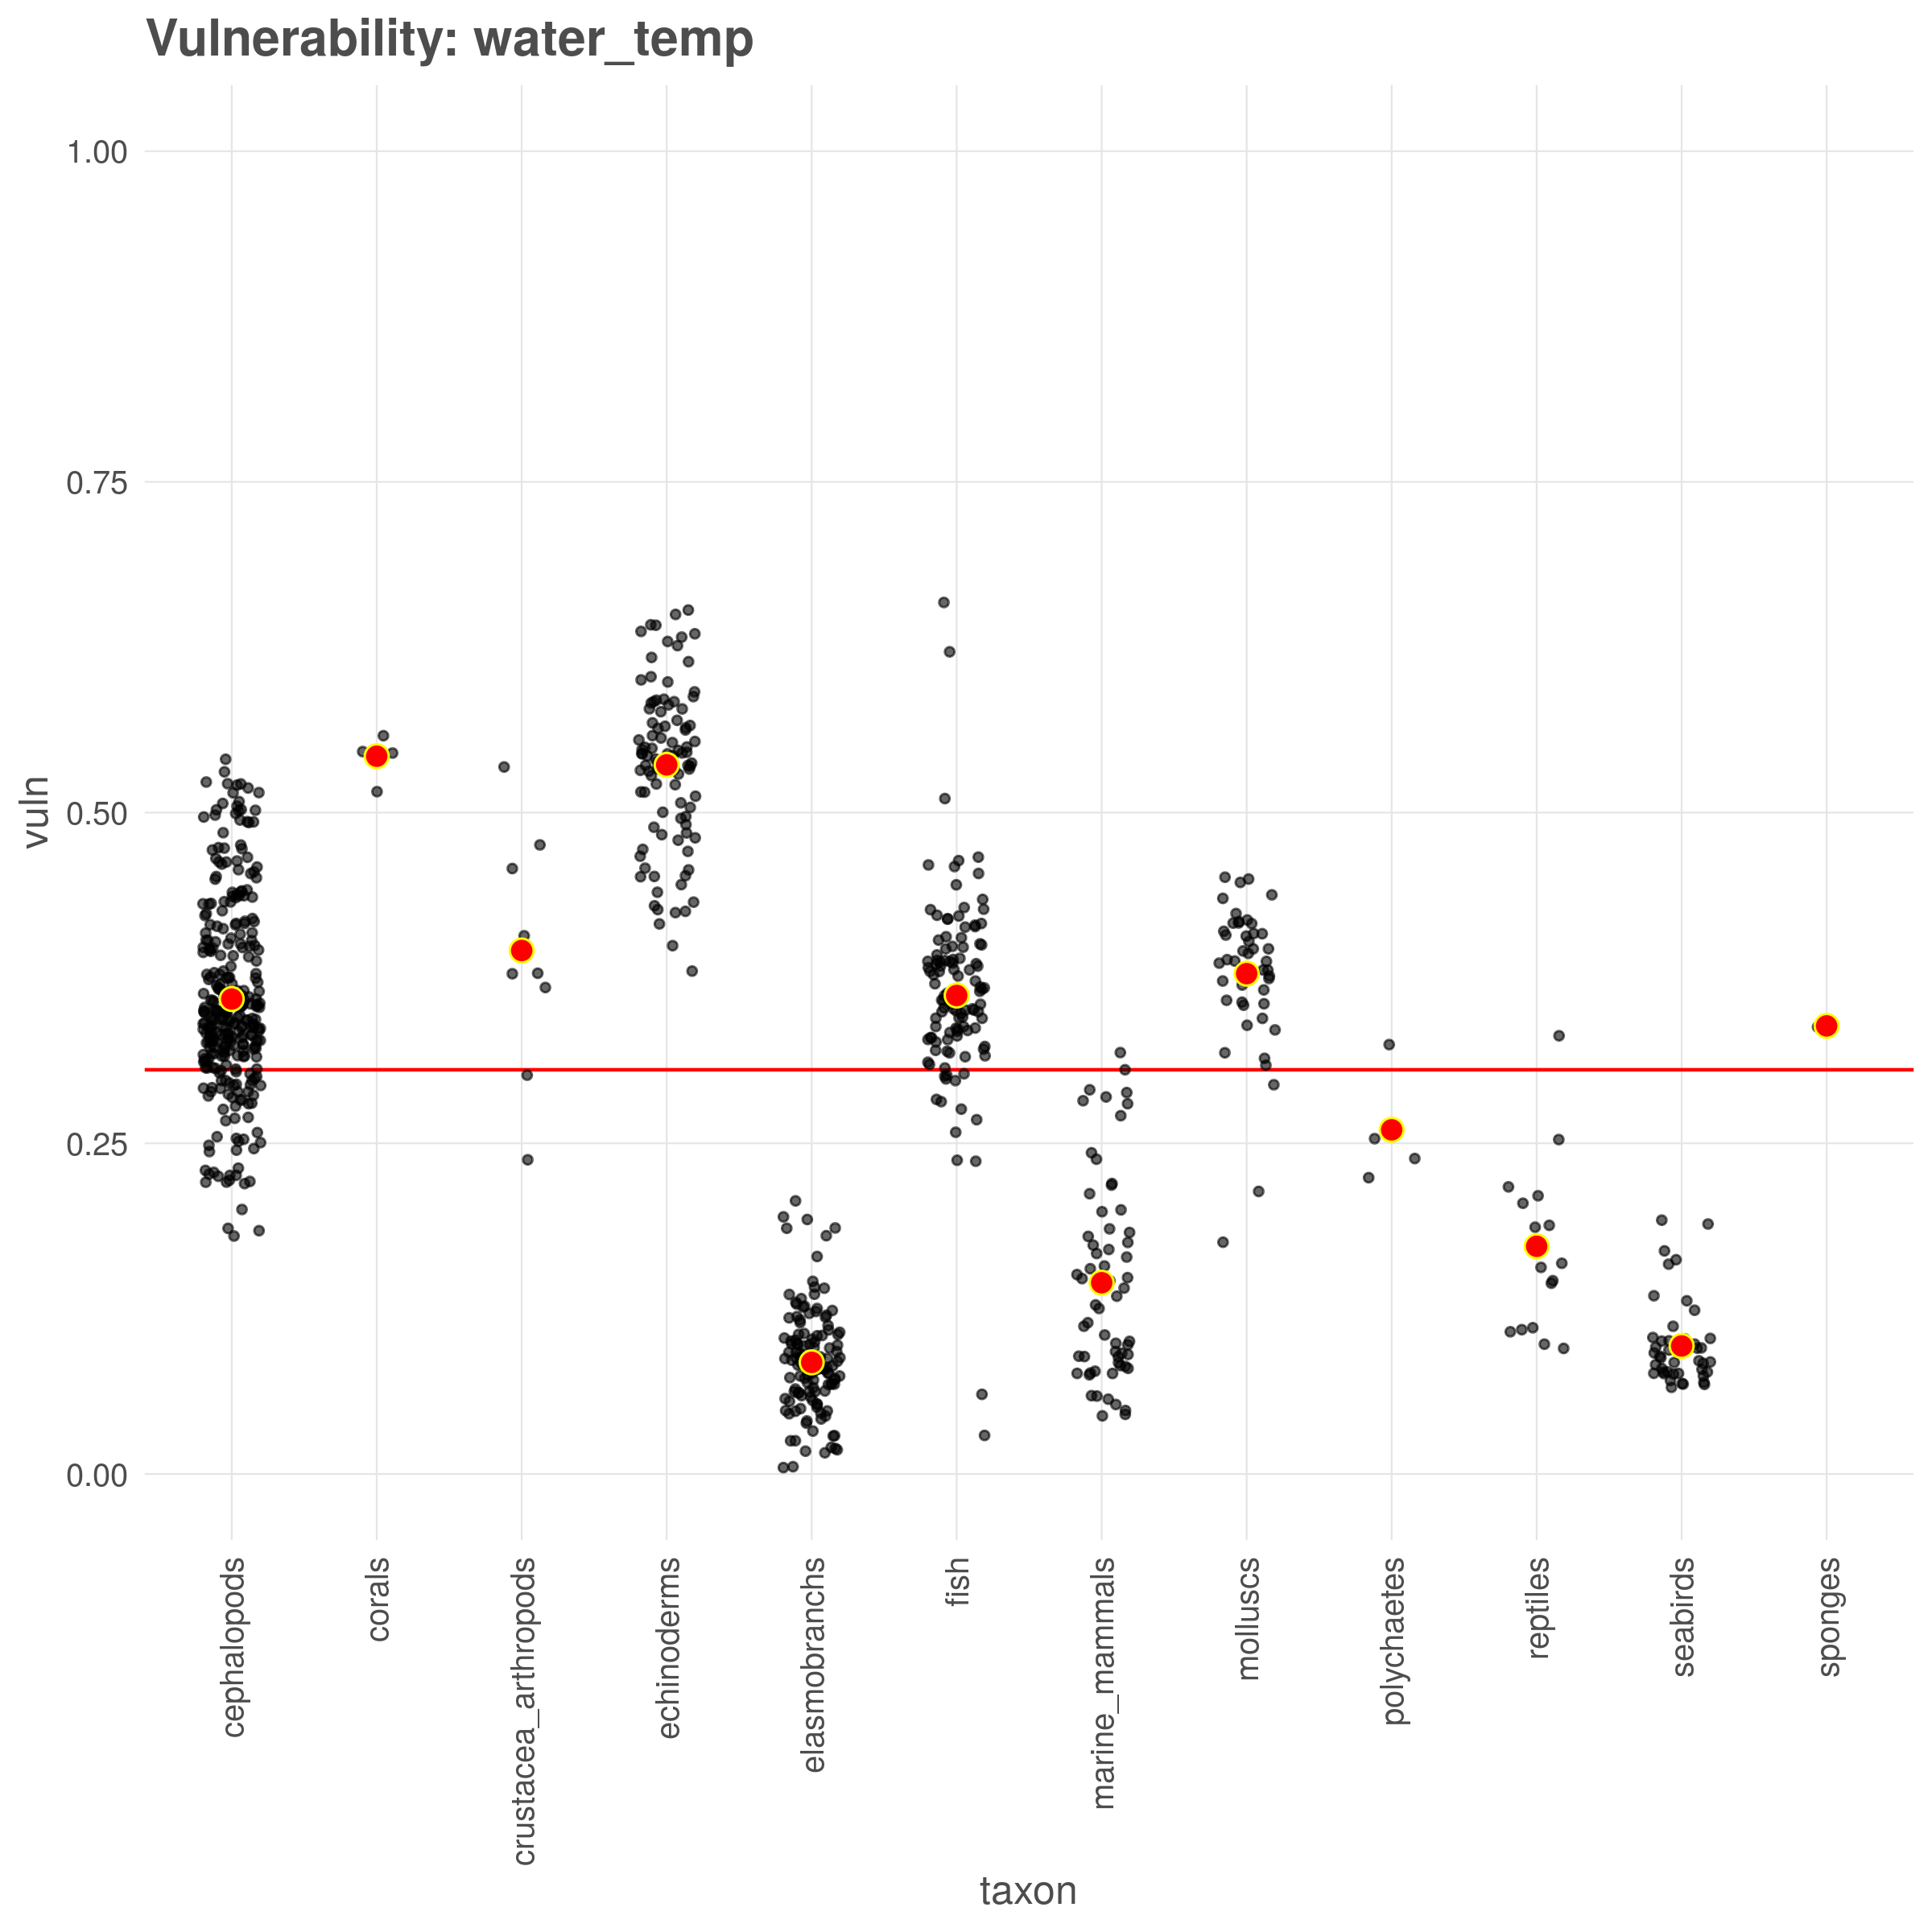 Vulnerability: water_temp
1.00
0.75
0.50
0.25
0.00
vuln
cephalopods
corals
crustacea_arthropods
echinoderms
elasmobranchs
fish
marine_mammals
molluscs
polychaetes
reptiles
seabirds
sponges
taxon